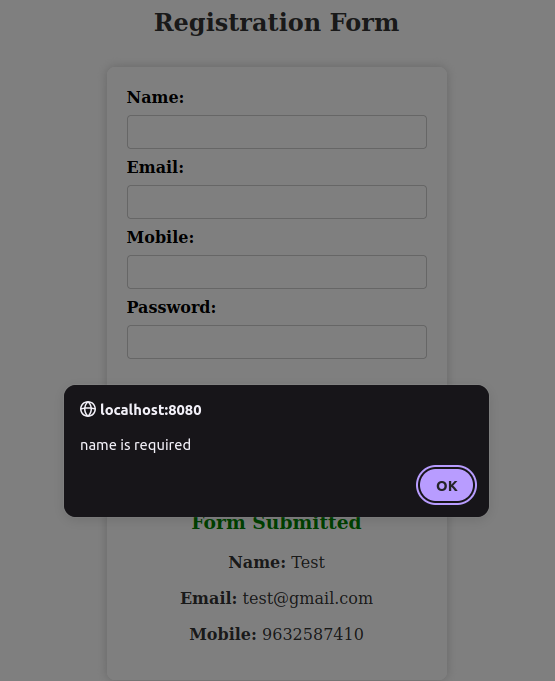 Registration Form
Name:
Email:
Mobile:
Password:
localhost:8080
name is required
OK
Form Submitted
Name: Test
Email: test@gmail.com
Mobile: 9632587410